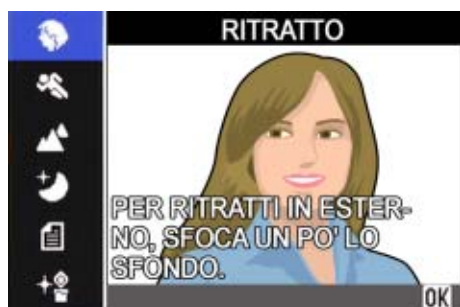 RITRATTO
PER RITRATTI IN ESTER-
NO, SFOCA UN PO' LO
SFONDO.
OK